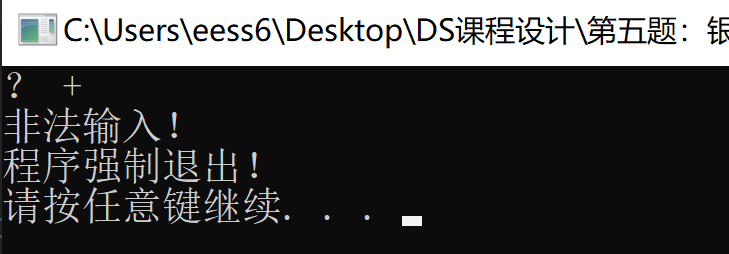 C:\Users\eess6\Desktop\DS课程设计\第五题：银
？ +
非法输入！
程序强制退出！
请按任意键继续. . .